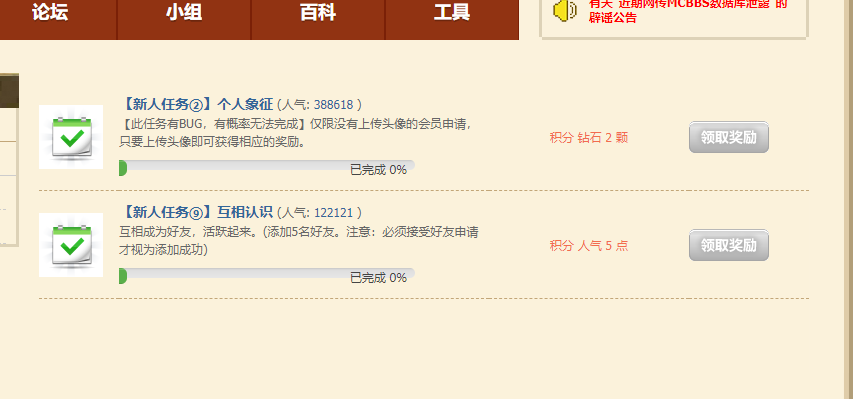 论坛 小组 百科 工具
有关"近期网传MCBBS数据库泄露"的
辟谣公告
【新人任务②】个人象征 (人气: 388618 )
【此任务有BUG，有概率无法完成】仅限没有上传头像的会员申请，
只要上传头像即可获得相应的奖励。
已完成 0%
积分 钻石 2 颗
领取奖励
【新人任务⑨】互相认识 (人气: 122121 )
互相成为好友，活跃起来。(添加5名好友。注意：必须接受好友申请
才视为添加成功)
已完成 0%
积分 人气 5 点
领取奖励